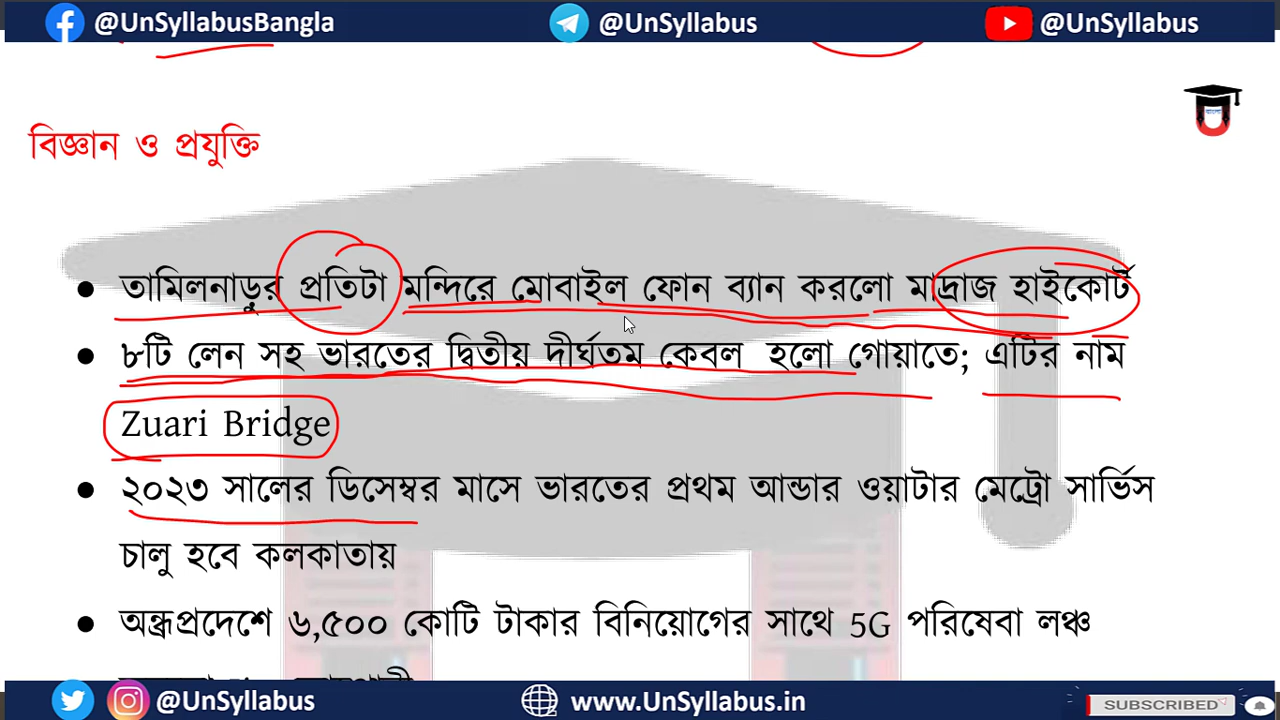 @UnSyllabusBangla @UnSyllabus @UnSyllabus
বিজ্ঞান ও প্রযুক্তি
● তামিলনাড়ুর প্রতিটা মন্দিরে মোবাইল ফোন ব্যান করলো মাদ্রাজ হাইকোর্ট
● ৮টি লেন সহ ভারতের দ্বিতীয় দীর্ঘতম কেবল হলো গোয়াতে; এটির নাম
Zuari Bridge
● ২০২৩ সালের ডিসেম্বর মাসে ভারতের প্রথম আন্ডার ওয়াটার মেট্রো সার্ভিস
চালু হবে কলকাতায়
● অন্ধ্রপ্রদেশে ৬,৫০০ কোটি টাকার বিনিয়োগের সাথে 5G পরিষেবা লঞ্চ
@UnSyllabus www.UnSyllabus.in SUBSCRIBED